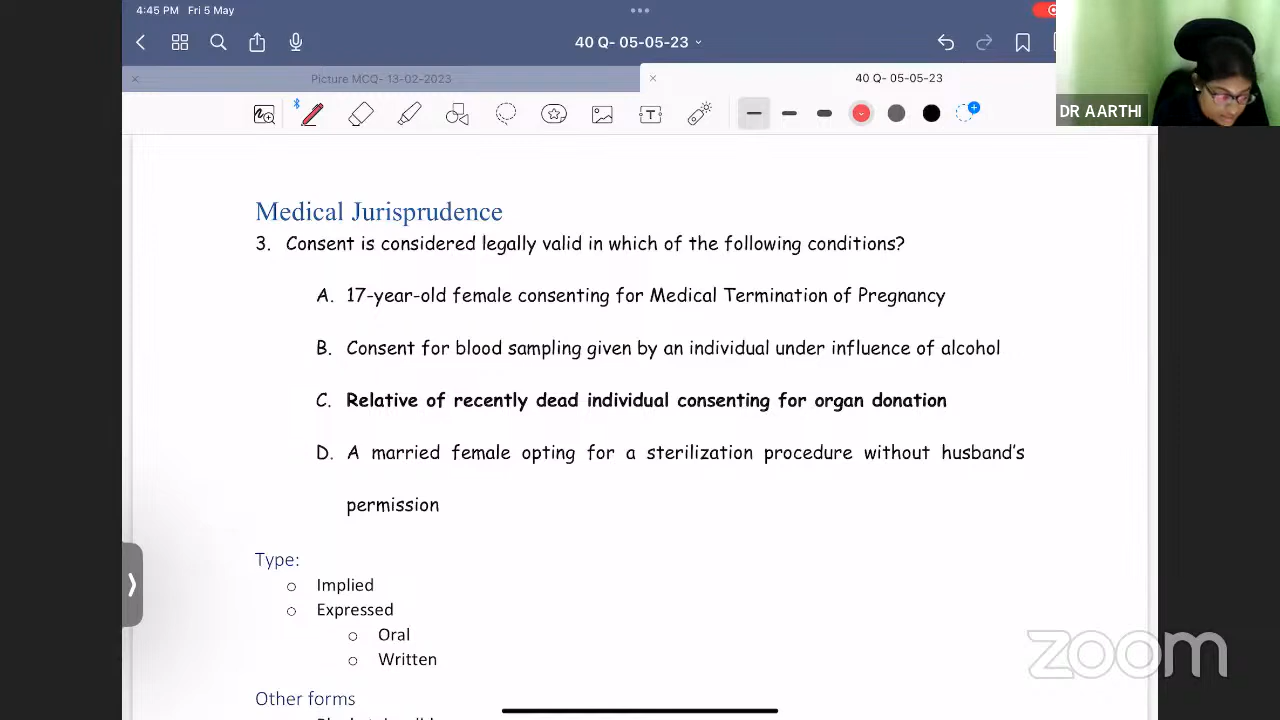 4:45 PM Fri 5 May
40 Q- 05-05-23
Picture MCQ- 13-02-2023
40 Q- 05-05-23
DR AARTHI
Medical Jurisprudence
3. Consent is considered legally valid in which of the following conditions?
A. 17-year-old female consenting for Medical Termination of Pregnancy
B. Consent for blood sampling given by an individual under influence of alcohol
C. Relative of recently dead individual consenting for organ donation
D. A married female opting for a sterilization procedure without husband's
permission
Type:
o Implied
o Expressed
o Oral
o Written
Other forms
zoom